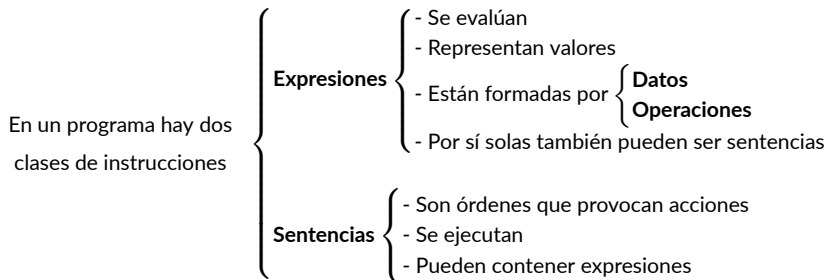 En un programa hay dos
clases de instrucciones
Expresiones
- Se evalúan
- Representan valores
- Están formadas por
Datos
Operaciones
- Por sí solas también pueden ser sentencias
Sentencias
- Son órdenes que provocan acciones
- Se ejecutan
- Pueden contener expresiones